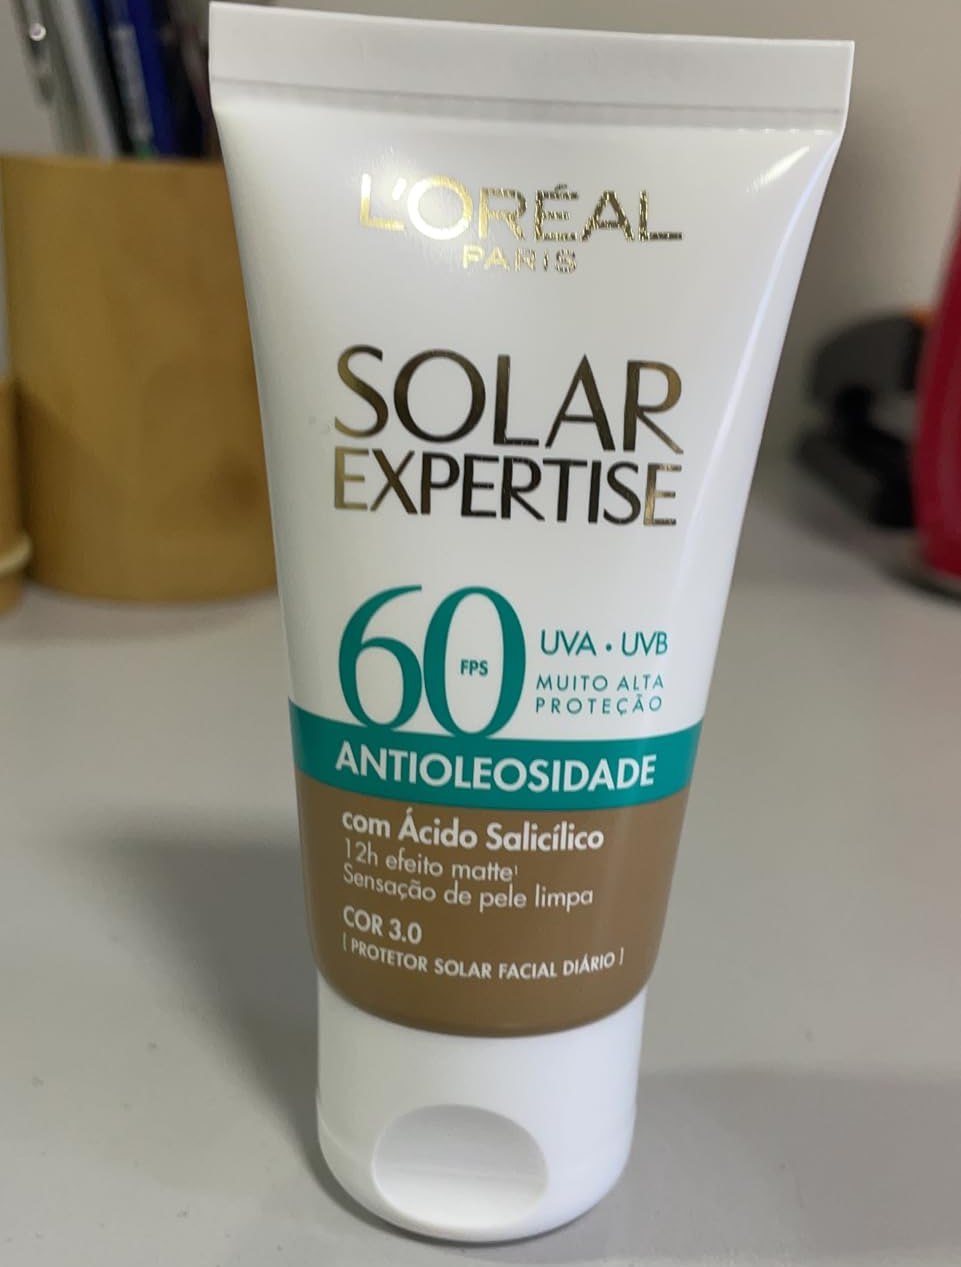 L'ORÉAL
PARIS
SOLAR
EXPERTISE
60 FPS
UVA • UVB
MUITO ALTA
PROTEÇÃO
ANTIOLEOSIDADE
com Ácido Salicílico
12h efeito matte¹
Sensação de pele limpa
COR 3.0
[ PROTETOR SOLAR FACIAL DIÁRIO ]